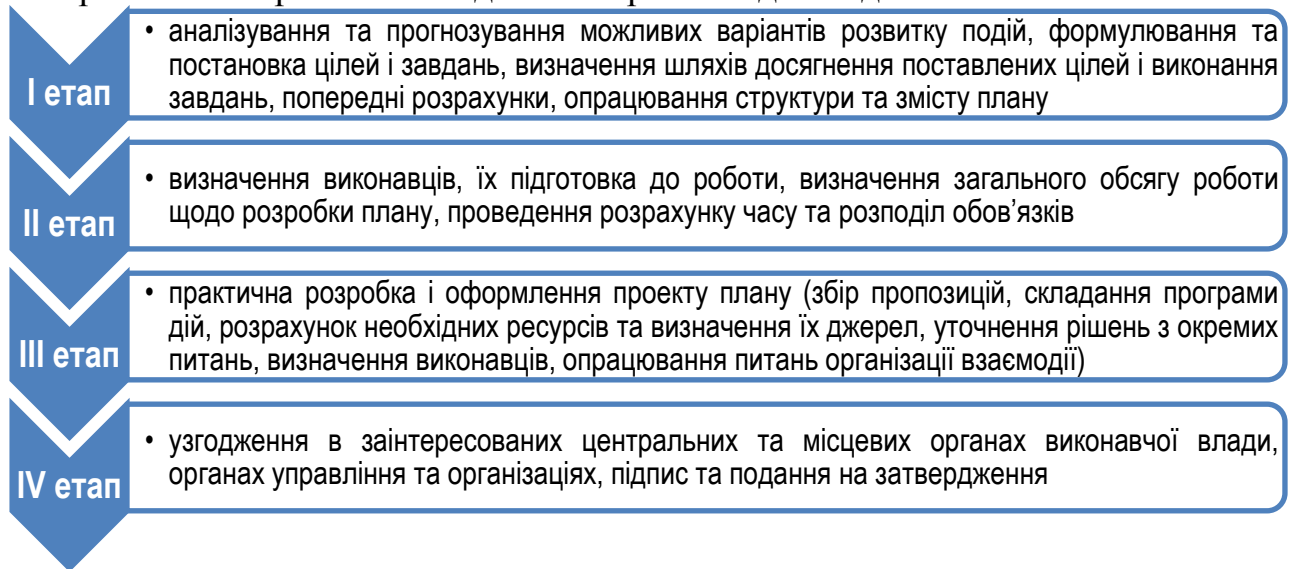 І етап
• аналізування та прогнозування можливих варіантів розвитку подій, формулювання та
постановка цілей і завдань, визначення шляхів досягнення поставлених цілей і виконання
завдань, попередні розрахунки, опрацювання структури та змісту плану
ІІ етап
• визначення виконавців, їх підготовка до роботи, визначення загального обсягу роботи
щодо розробки плану, проведення розрахунку часу та розподіл обов’язків
ІІІ етап
• практична розробка і оформлення проекту плану (збір пропозицій, складання програми
дій, розрахунок необхідних ресурсів та визначення їх джерел, уточнення рішень з окремих
питань, визначення виконавців, опрацювання питань організації взаємодії)
IV етап
• узгодження в заінтересованих центральних та місцевих органах виконавчої влади,
органах управління та організаціях, підпис та подання на затвердження